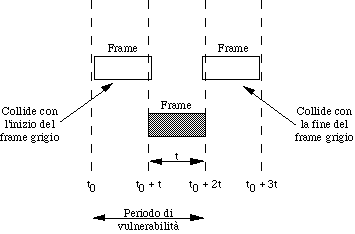 Frame
Frame
Collide con
l'inizio del
frame grigio
Frame
Collide con
la fine del
frame grigio
t
t0
t0 + t
t0 + 2t
t0 + 3t
Periodo di
vulnerabilità